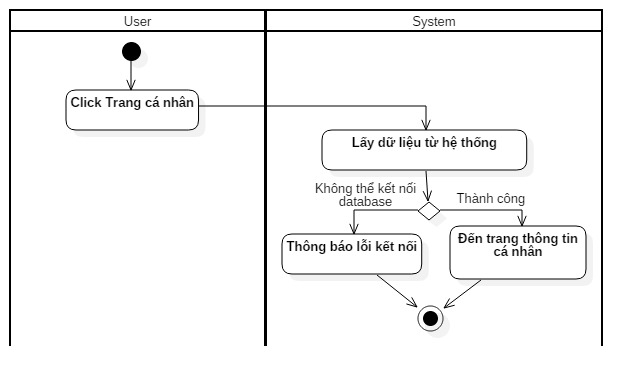 User
System
Click Trang cá nhân
Lấy dữ liệu từ hệ thống
Không thể kết nối
database
Thành công
Thông báo lỗi kết nối
Đến trang thông tin
cá nhân